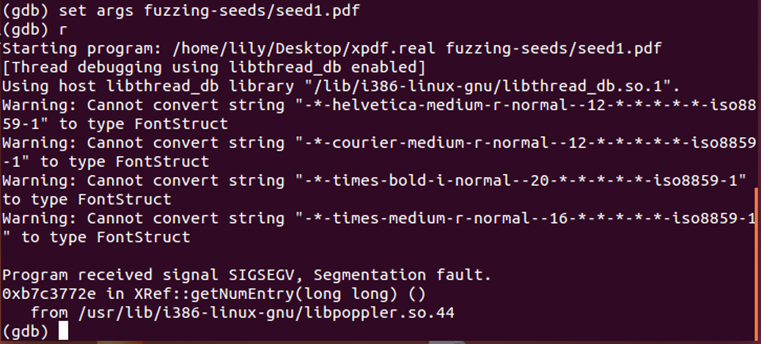 (gdb) set args fuzzing-seeds/seed1.pdf
(gdb) r
Starting program: /home/lily/Desktop/xpdf.real fuzzing-seeds/seed1.pdf
[Thread debugging using libthread_db enabled]
Using host libthread_db library "/lib/i386-linux-gnu/libthread_db.so.1".
Warning: Cannot convert string "-*-helvetica-medium-r-normal--12-*-*-*-*-*-iso88
59-1" to type FontStruct
Warning: Cannot convert string "-*-courier-medium-r-normal--12-*-*-*-*-*-iso8859
-1" to type FontStruct
Warning: Cannot convert string "-*-times-bold-i-normal--20-*-*-*-*-*-iso8859-1"
to type FontStruct
Warning: Cannot convert string "-*-times-medium-r-normal--16-*-*-*-*-*-iso8859-1
" to type FontStruct
Program received signal SIGSEGV, Segmentation fault.
0xb7c3772e in XRef::getNumEntry(long long) ()
from /usr/lib/i386-linux-gnu/libpoppler.so.44
(gdb)